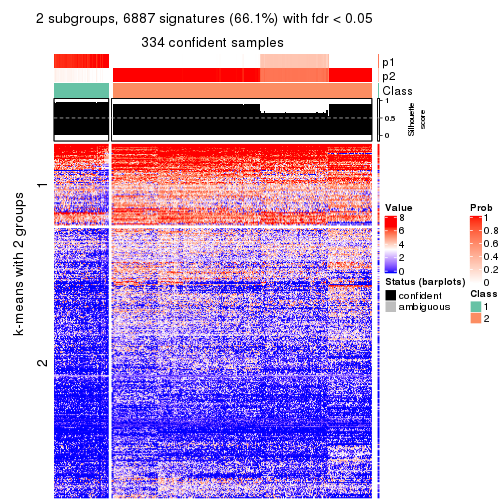 2 subgroups, 6887 signatures (66.1%) with fdr < 0.05
334 confident samples
p1
p2
Class
1
0.5
0
Silhouette
score
k-means with 2 groups
1
2
Value
8
6
4
2
0
Status (barplots)
confident
ambiguous
Prob
1
0.8
0.6
0.4
0.2
0
Class
1
2